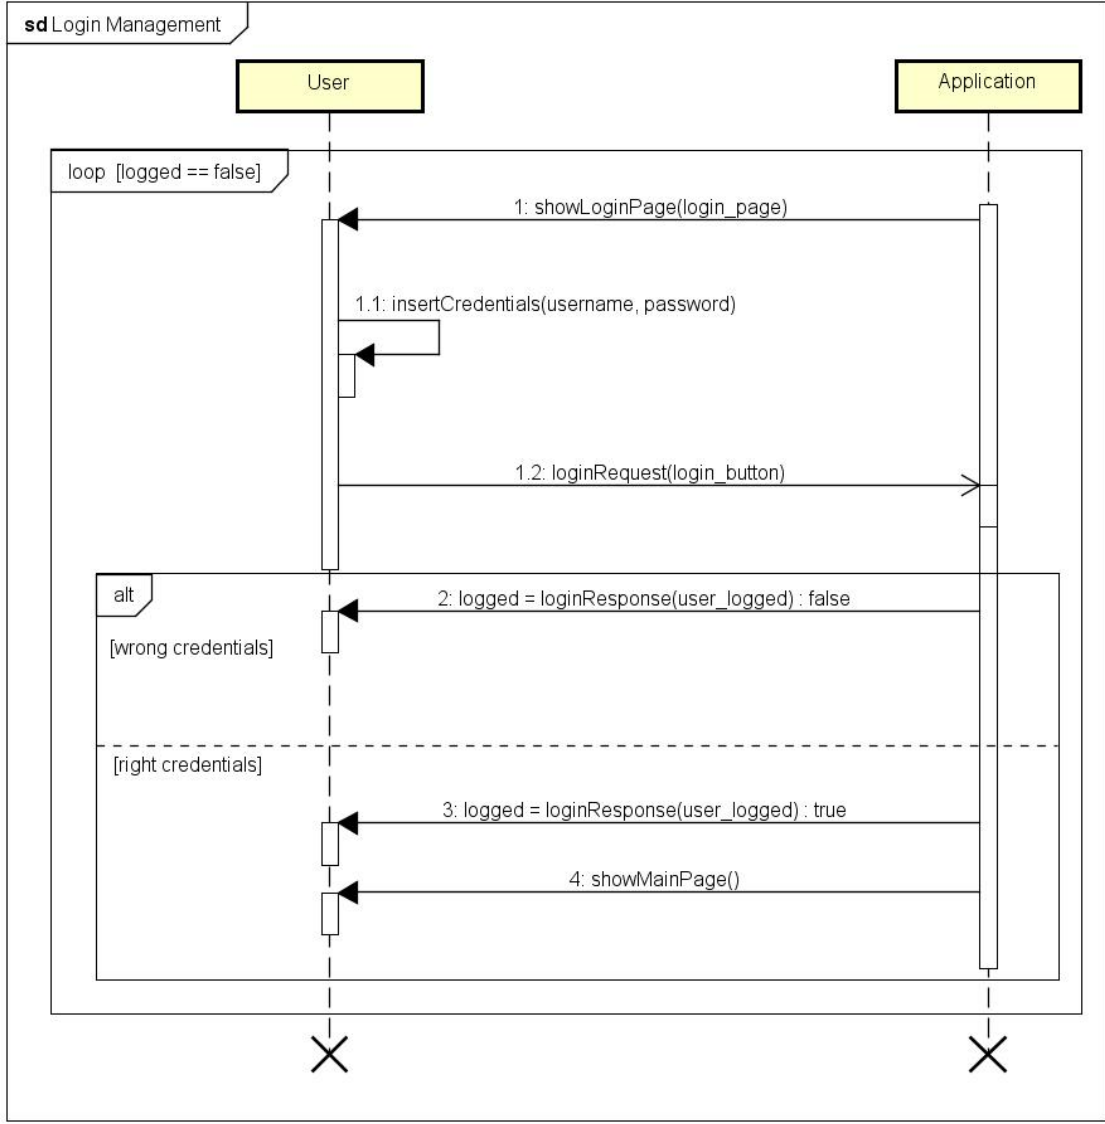 sd Login Management
User
Application
loop [logged == false]
1: showLoginPage(login_page)
1.1: insertCredentials(username, password)
1.2: loginRequest(login_button)
alt
2: logged = loginResponse(user_logged) : false
[wrong credentials]
[right credentials]
3: logged = loginResponse(user_logged) : true
4: showMainPage()